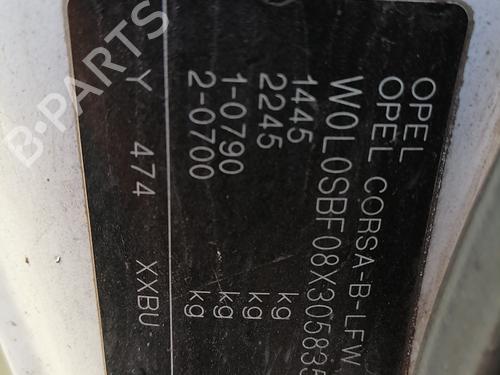 OPEL
OPEL CORSA-B-LFW
W0L0SBF08X305835
1445 kg
2245 kg
1-0790 kg
2-0700 kg
Y 474 XXBU
B-PARTS